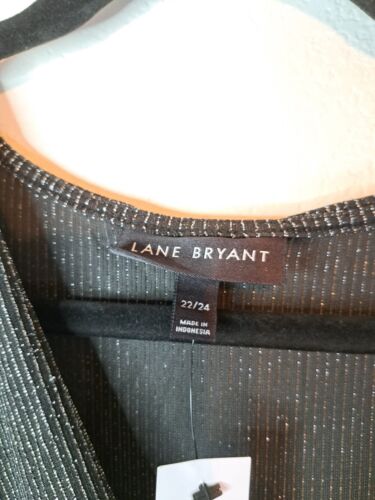 LANE BRYANT
22/24
MADE IN
INDONESIA